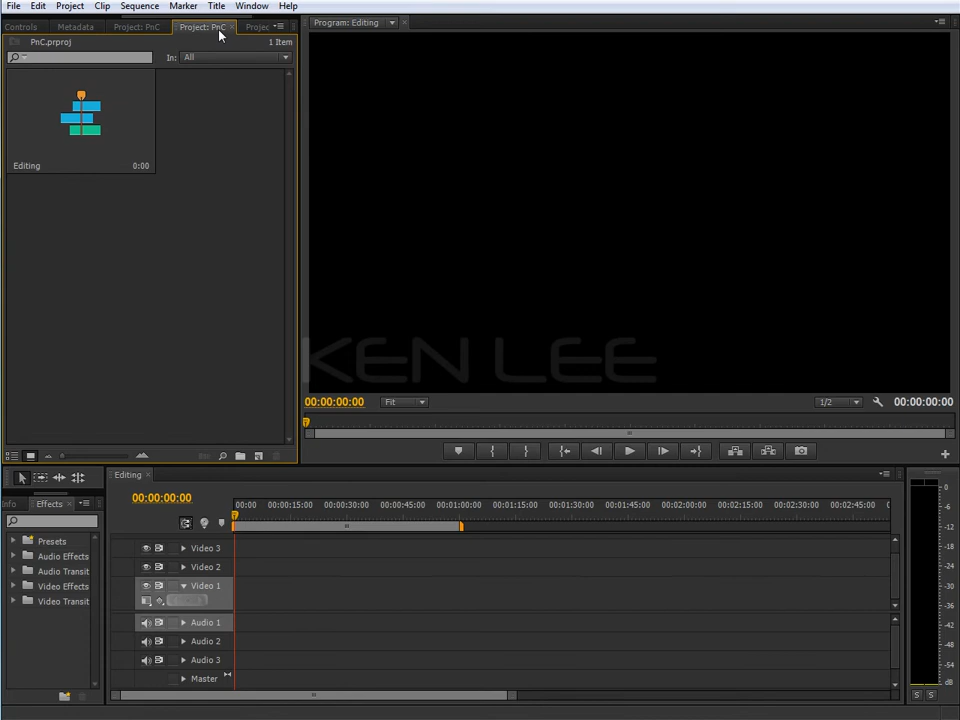 File Edit Project Clip Sequence Marker Title Window Help
Controls Metadata Project: PnC Project: PnC × Projec
Program: Editing ×
PnC.prproj 1 Item
In: All
Editing 0:00
KEN LEE
00:00:00:00 Fit 1/2 00:00:00:00
Editing ×
00:00:00:00
00:00 00:00:15:00 00:00:30:00 00:00:45:00 00:01:00:00 00:01:15:00 00:01:30:00 00:01:45:00 00:02:00:00 00:02:15:00 00:02:30:00 00:02:45:00
nfo Effects ×
Presets
Audio Effects
Audio Transit
Video Effects
Video Transit
Video 3
Video 2
Video 1
Audio 1
Audio 2
Audio 3
Master
0
-6
-12
-18
-24
-30
-36
-42
-48
-54
dB
S S